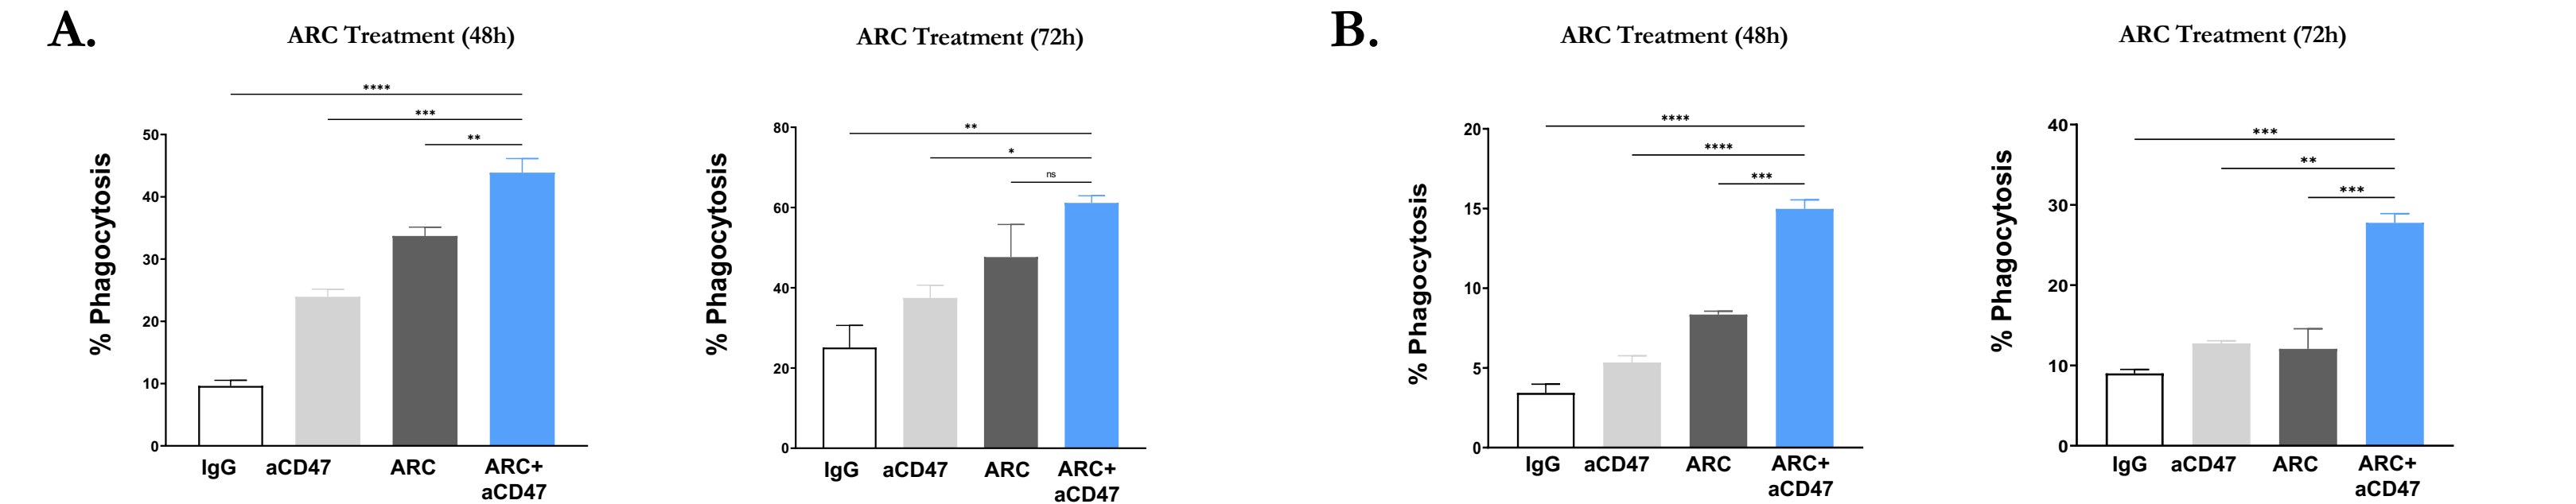 A.
ARC Treatment (48h)
****
***
**
% Phagocytosis
50
40
30
20
10
0
IgG aCD47 ARC ARC+
aCD47
ARC Treatment (72h)
**
*
ns
% Phagocytosis
80
60
40
20
0
IgG aCD47 ARC ARC+
aCD47
B.
ARC Treatment (48h)
****
****
***
% Phagocytosis
20
15
10
5
0
IgG aCD47 ARC ARC+
aCD47
ARC Treatment (72h)
***
**
***
% Phagocytosis
40
30
20
10
0
IgG aCD47 ARC ARC+
aCD47